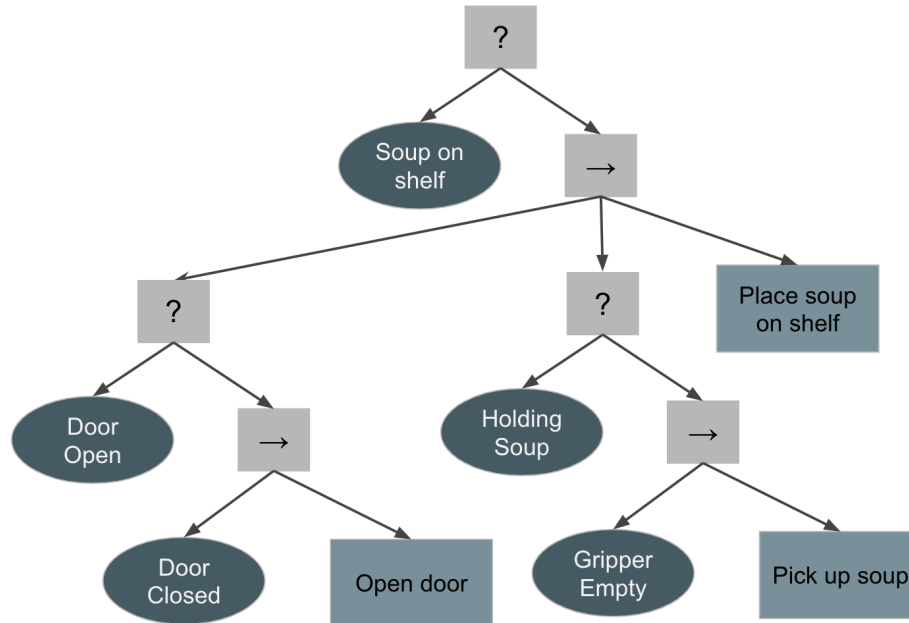 ?
Soup on
shelf
→
?
?
Place soup
on shelf
Door
Open
→
Holding
Soup
→
Door
Closed
Open door
Gripper
Empty
Pick up soup